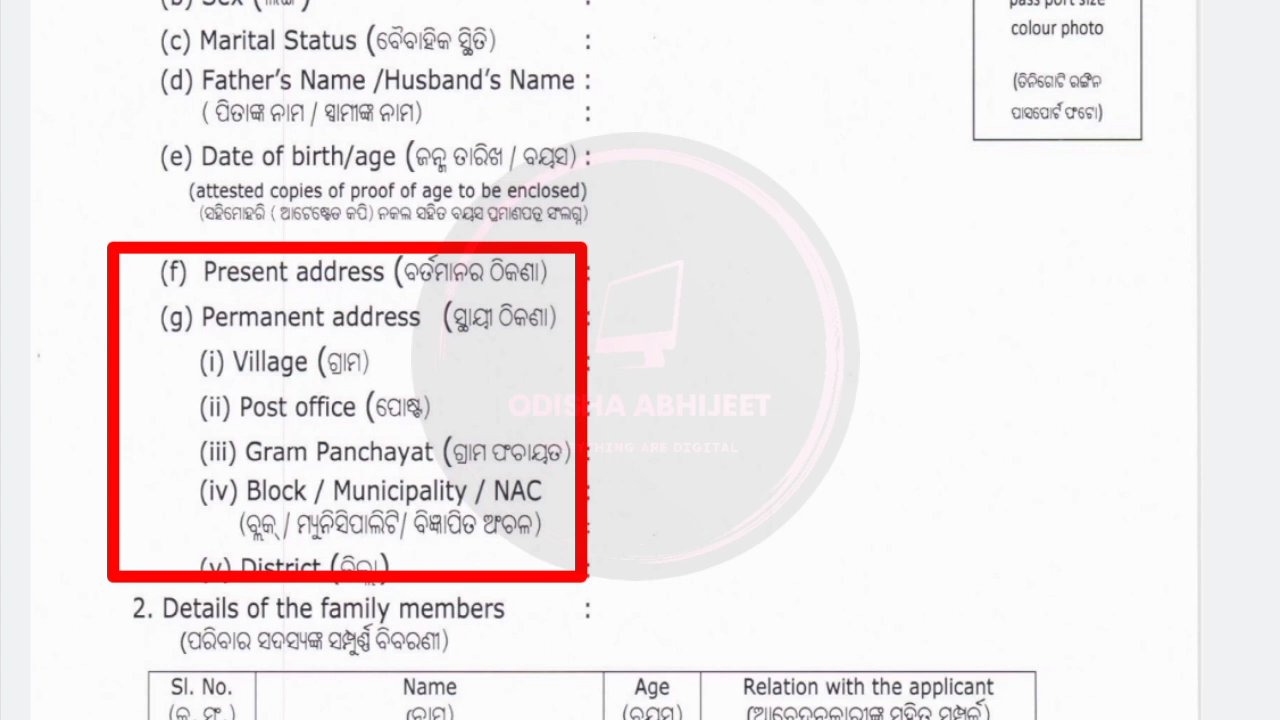 (b) Sex (ଲିଙ୍ଗ) :
pass port size
colour photo
(ତିନିଗୋଟି ରଙ୍ଗିନ
ପାସପୋର୍ଟ ଫଟୋ)
(c) Marital Status (ବୈବାହିକ ସ୍ଥିତି) :
(d) Father's Name /Husband's Name :
( ପିତାଙ୍କ ନାମ / ସ୍ଵାମୀଙ୍କ ନାମ) :
(e) Date of birth/age (ଜନ୍ମ ତାରିଖ / ବୟସ) :
(attested copies of proof of age to be enclosed)
(ସହିମୋହରି ( ଆଟେଷ୍ଟେଡ କପି) ନକଲ ସହିତ ବୟସ ପ୍ରମାଣପତ୍ର ସଂଲଗ୍ନ)
(f) Present address (ବର୍ତମାନର ଠିକଣା) :
(g) Permanent address (ସ୍ଥାୟୀ ଠିକଣା) :
(i) Village (ଗ୍ରାମ) :
(ii) Post office (ପୋଷ୍ଟ) :
(iii) Gram Panchayat (ଗ୍ରାମ ପଂଚାୟତ) :
(iv) Block / Municipality / NAC :
(ବ୍ଲକ୍ / ମ୍ୟୁନିସିପାଲିଟି/ ବିଜ୍ଞାପିତ ଅଂଚଳ) :
(v) District (ଜିଲ୍ଲା) :
ODISHA ABHIJEET
THING ARE DIGITAL
2. Details of the family members :
(ପରିବାର ସଦସ୍ୟଙ୍କ ସମ୍ପୁର୍ଣ୍ଣ ବିବରଣୀ)
Sl. No. Name Age Relation with the applicant
(କ୍ର. ସଂ.) (ନାମ) (ବୟସ) (ଆବେଦନକାରୀଙ୍କ ସହିତ ସମ୍ପର୍କ)